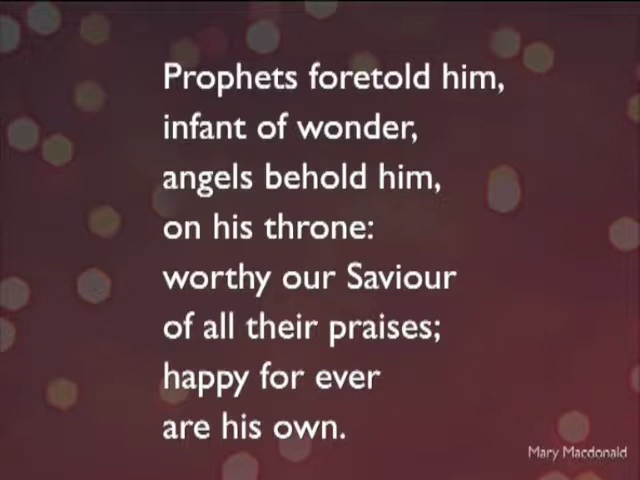 Prophets foretold him,
infant of wonder,
angels behold him,
on his throne:
worthy our Saviour
of all their praises;
happy for ever
are his own.
Mary Macdonald